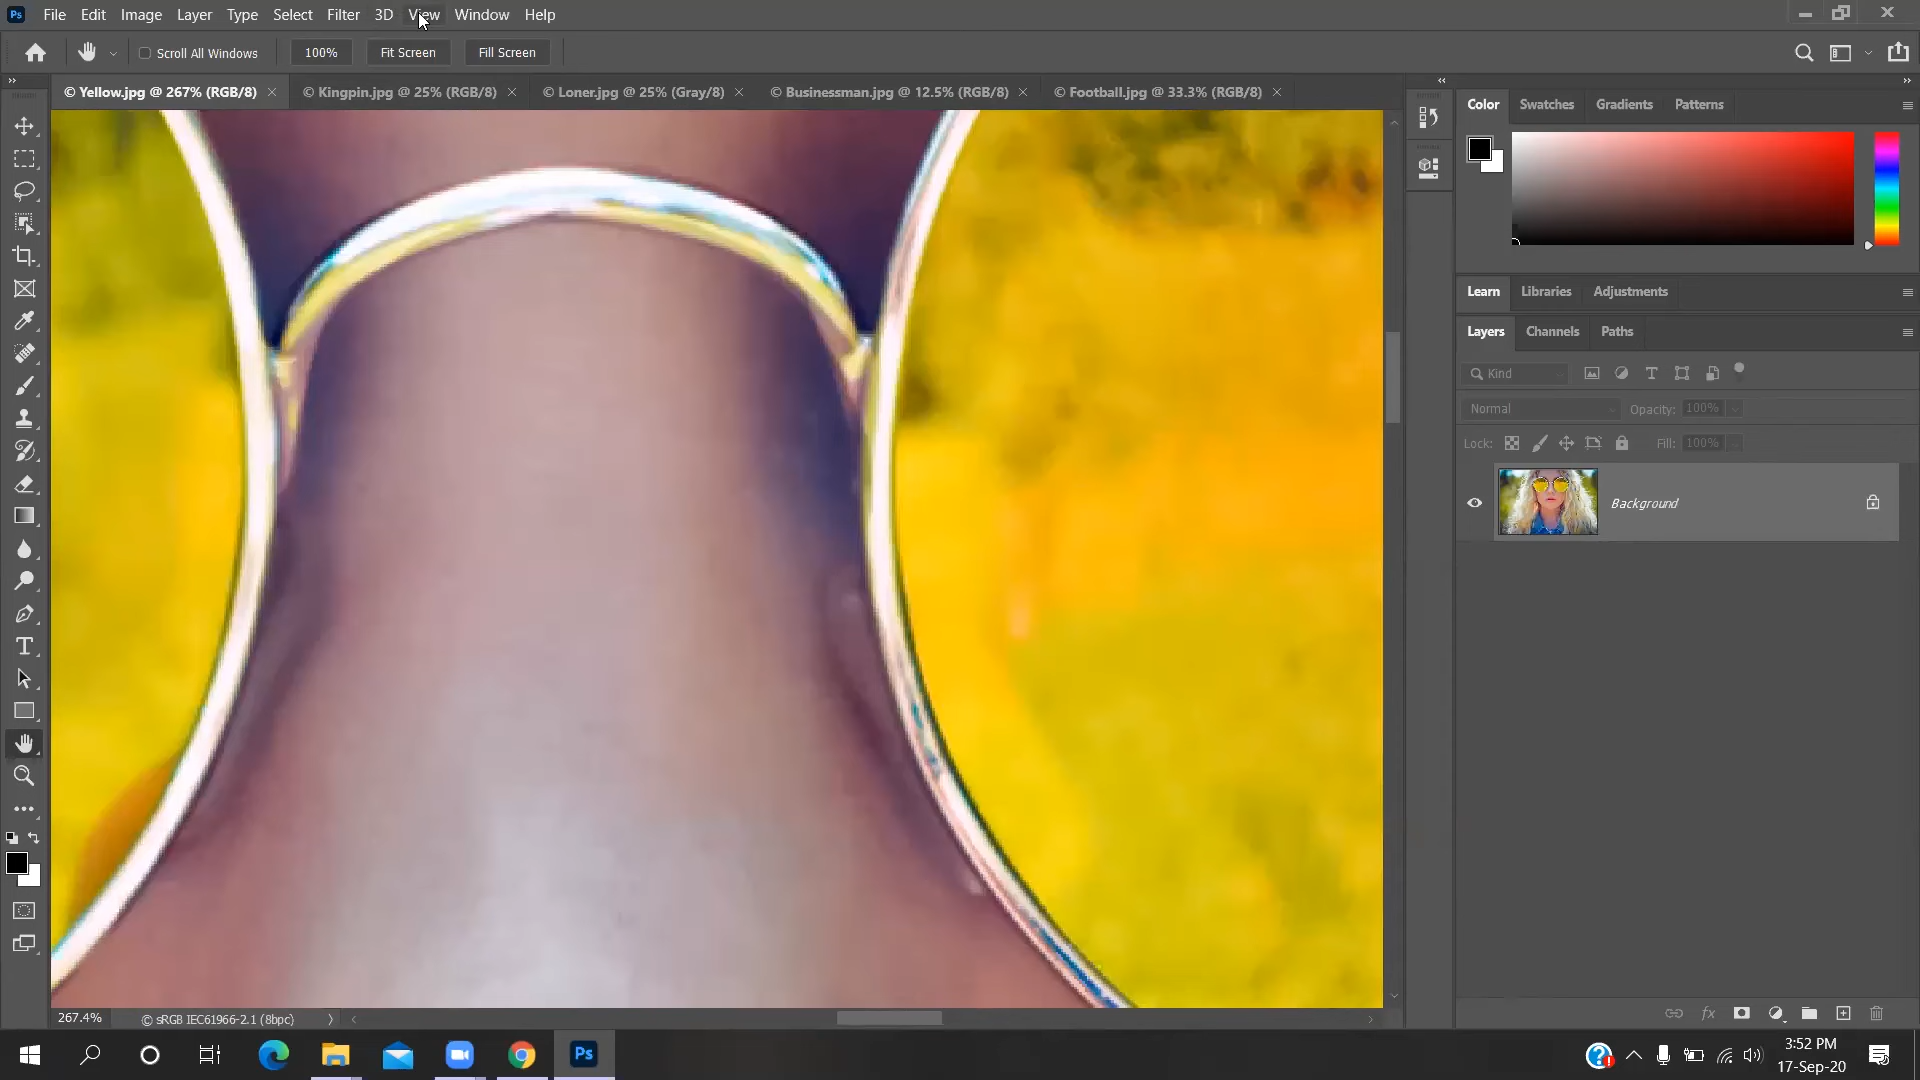 Ps File Edit Image Layer Type Select Filter 3D View Window Help
Scroll All Windows 100% Fit Screen Fill Screen
© Yellow.jpg @ 267% (RGB/8) © Kingpin.jpg @ 25% (RGB/8) © Loner.jpg @ 25% (Gray/8) © Businessman.jpg @ 12.5% (RGB/8) © Football.jpg @ 33.3% (RGB/8)
Color Swatches Gradients Patterns
Learn Libraries Adjustments
Layers Channels Paths
Kind
Normal Opacity: 100%
Lock: Fill: 100%
Background
267.4% © sRGB IEC61966-2.1 (8bpc)
Ps
3:52 PM
17-Sep-20